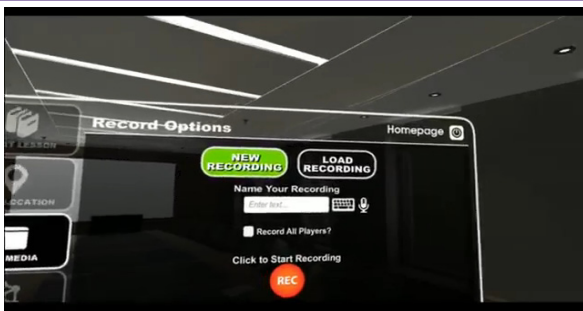 Record Options
Homepage
LESSON
LOCATION
MEDIA
NEW RECORDING
LOAD RECORDING
Name Your Recording
Enter text...
Record All Players?
Click to Start Recording
REC